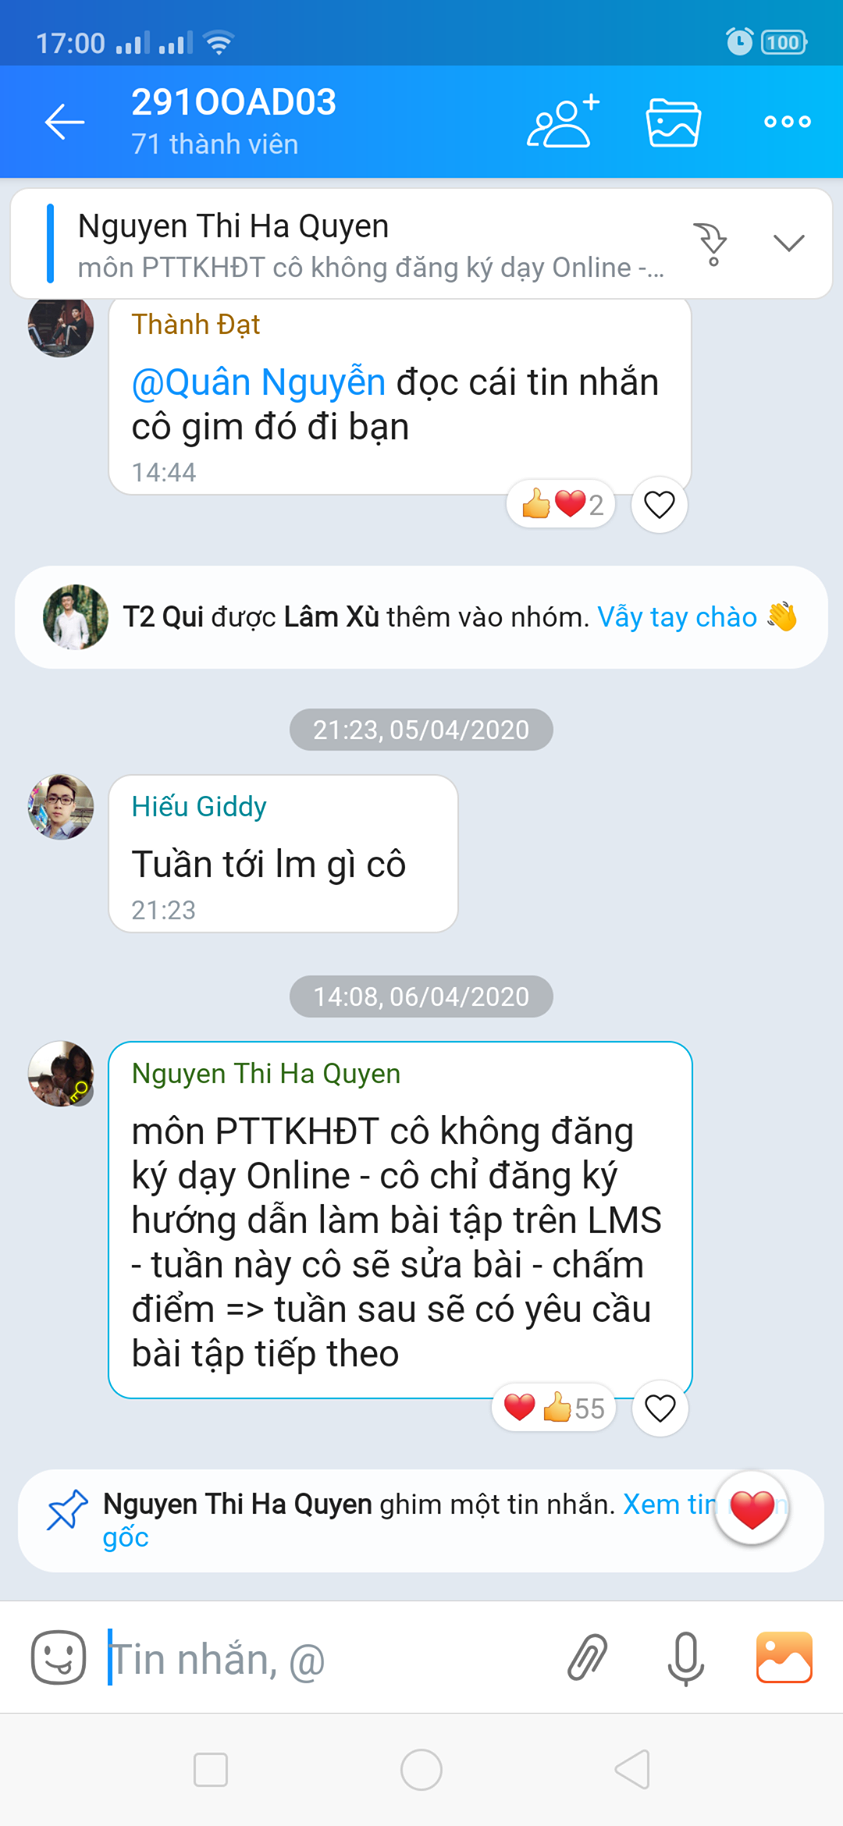 17:00
100
291OOAD03
71 thành viên
Nguyen Thi Ha Quyen
môn PTTKHĐT cô không đăng ký dạy Online -...
Thành Đạt
@Quân Nguyễn đọc cái tin nhắn
cô gim đó đi bạn
14:44
2
T2 Qui được Lâm Xù thêm vào nhóm. Vẫy tay chào
21:23, 05/04/2020
Hiếu Giddy
Tuần tới lm gì cô
21:23
14:08, 06/04/2020
Nguyen Thi Ha Quyen
môn PTTKHĐT cô không đăng
ký dạy Online - cô chỉ đăng ký
hướng dẫn làm bài tập trên LMS
- tuần này cô sẽ sửa bài - chấm
điểm => tuần sau sẽ có yêu cầu
bài tập tiếp theo
55
Nguyen Thi Ha Quyen ghim một tin nhắn. Xem tin
gốc
Tin nhắn, @